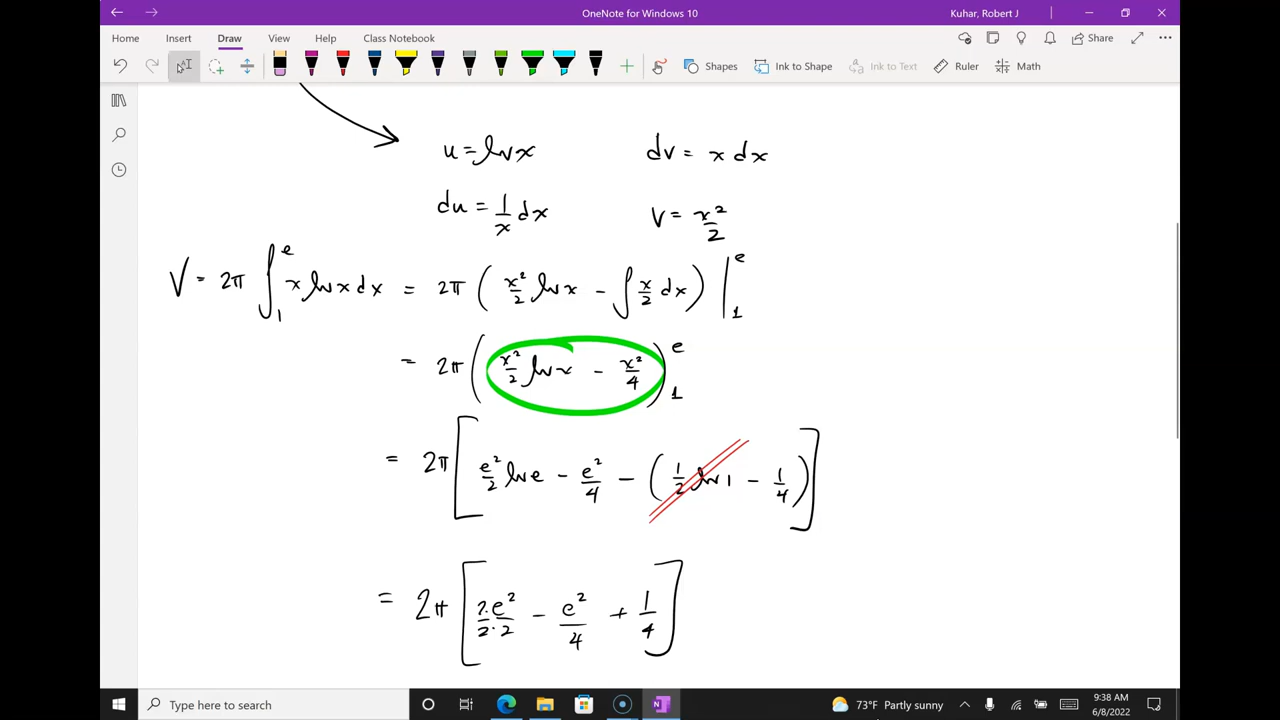 OneNote for Windows 10
Kuhar, Robert J
Home Insert Draw View Help Class Notebook
Share
Shapes Ink to Shape Ink to Text Ruler Math
u = ln x dv = x dx
du = 1/x dx v = x²/2
V = 2π ∫₁ᵉ x ln x dx = 2π ( x²/2 ln x - ∫ x/2 dx ) |₁ᵉ
= 2π ( x²/2 ln x - x²/4 )₁ᵉ
= 2π [ e²/2 ln e - e²/4 - ( 1/2 ln 1 - 1/4 ) ]
= 2π [ 2·e²/2·2 - e²/4 + 1/4 ]
Type here to search
73°F Partly sunny
9:38 AM
6/8/2022